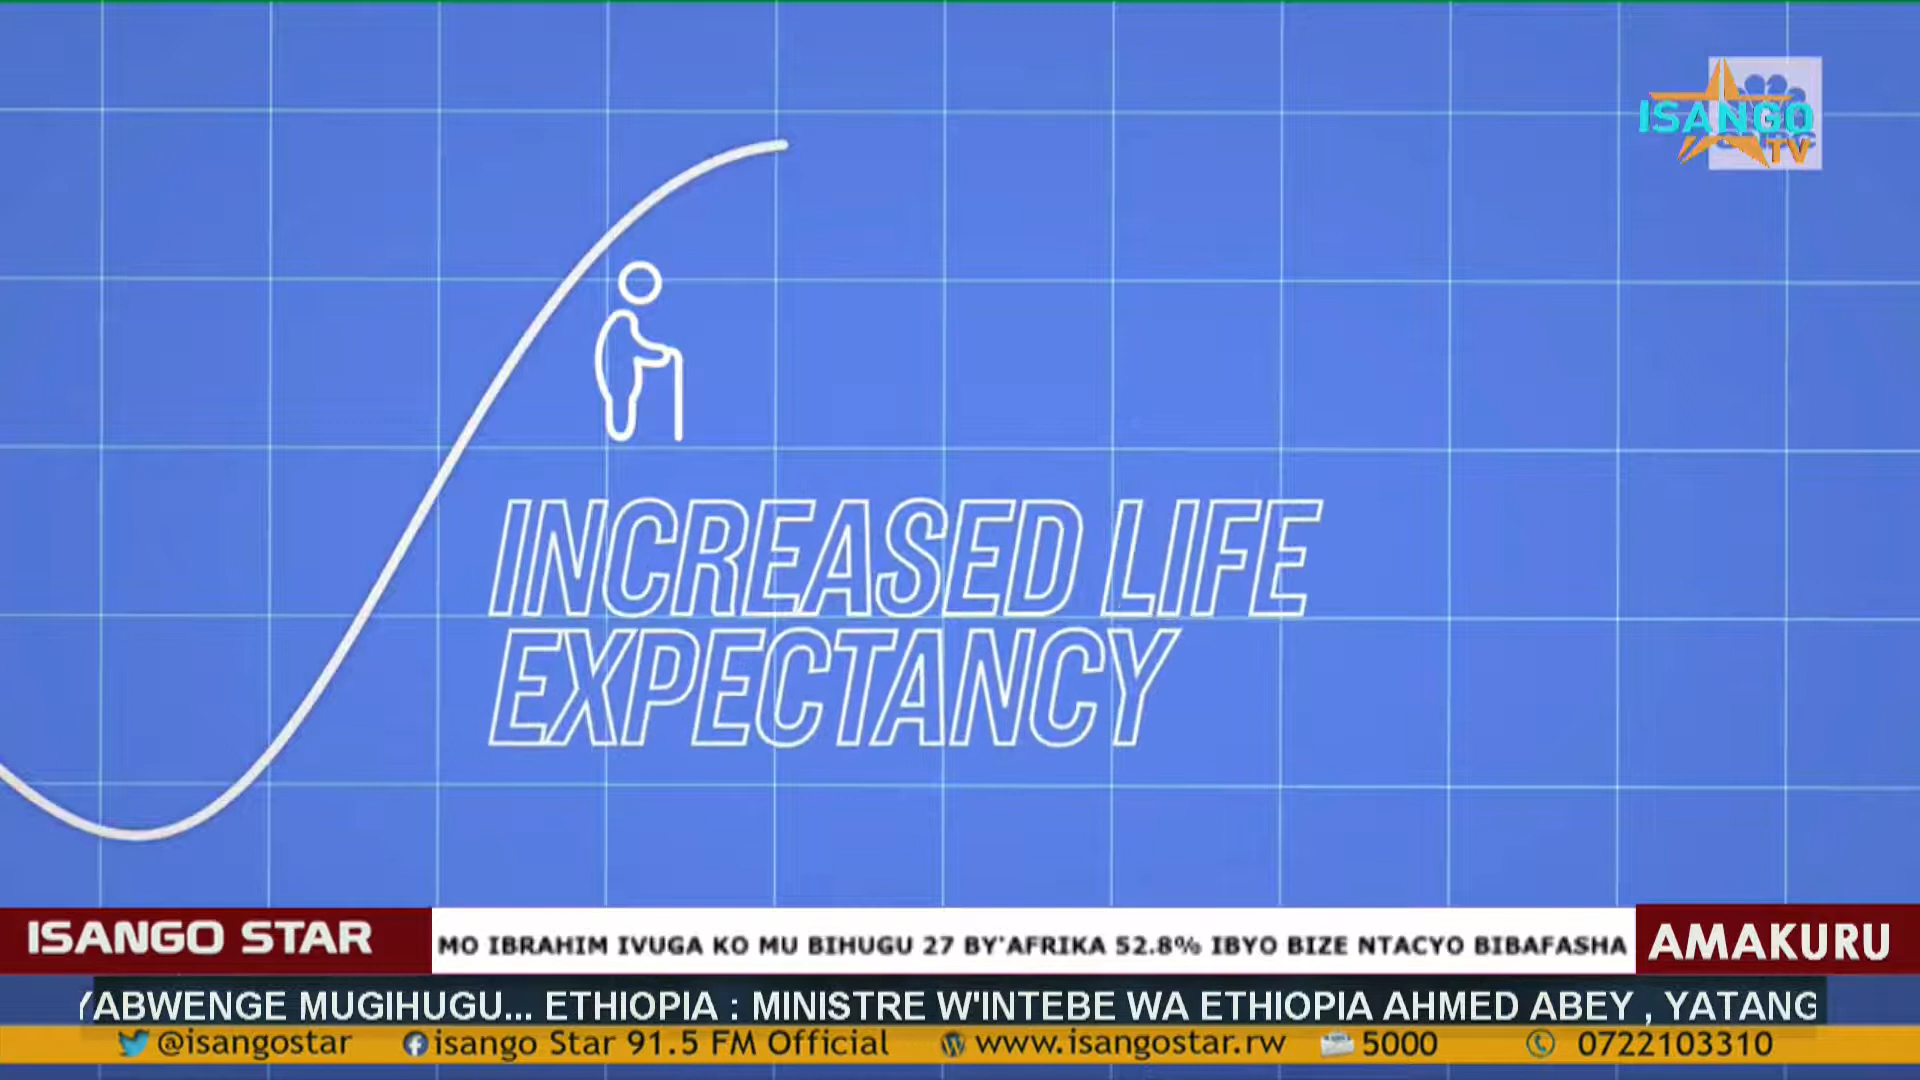 ISANGO
TV
INCREASED LIFE
EXPECTANCY
ISANGO STAR
MO IBRAHIM IVUGA KO MU BIHUGU 27 BY'AFRIKA 52.8% IBYO BIZE NTACYO BIBAFASHA
AMAKURU
YABWENGE MUGIHUGU... ETHIOPIA : MINISTRE W'INTEBE WA ETHIOPIA AHMED ABEY , YATANG
@isangostar isango Star 91.5 FM Official www.isangostar.rw 5000 0722103310